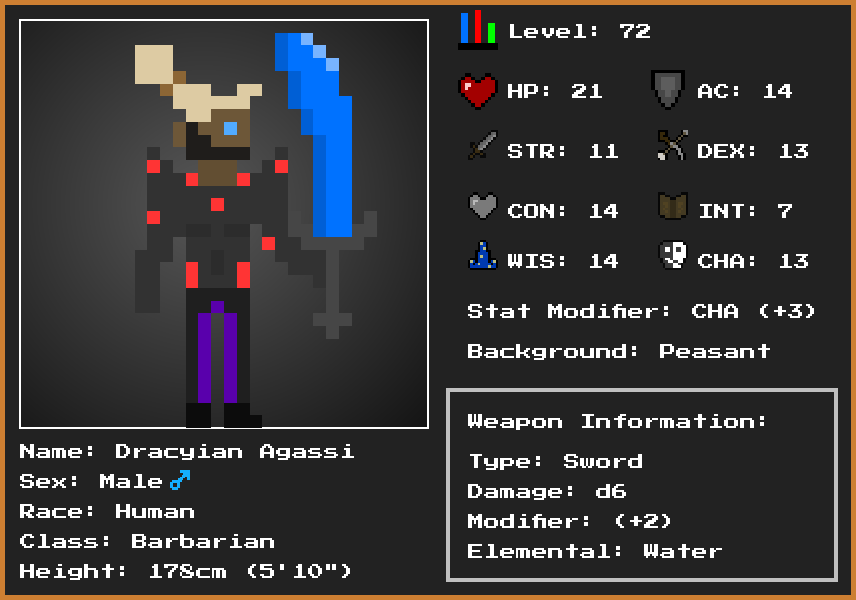 Level: 72
HP: 21
AC: 14
STR: 11
DEX: 13
CON: 14
INT: 7
WIS: 14
CHA: 13
Stat Modifier: CHA (+3)
Background: Peasant
Weapon Information:
Type: Sword
Damage: d6
Modifier: (+2)
Elemental: Water
Name: Dracyian Agassi
Sex: Male♂
Race: Human
Class: Barbarian
Height: 178cm (5'10")